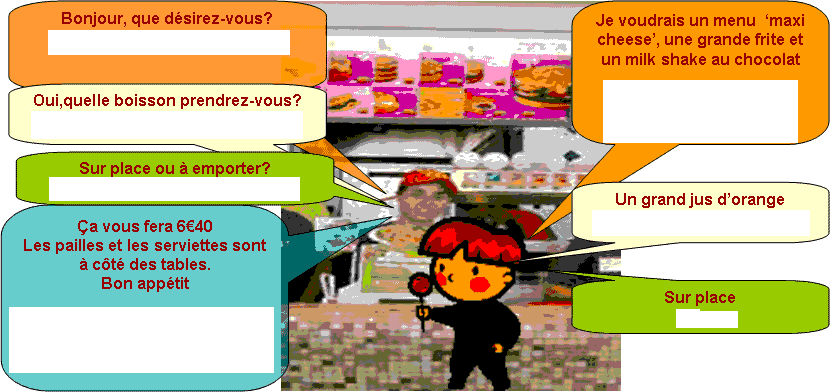 Bonjour, que désirez-vous?
Je voudrais un menu ‘maxi
cheese’, une grande frite et
un milk shake au chocolat
Oui,quelle boisson prendrez-vous?
Un grand jus d’orange
Sur place ou à emporter?
Sur place
Ça vous fera 6€40
Les pailles et les serviettes sont
à côté des tables.
Bon appétit